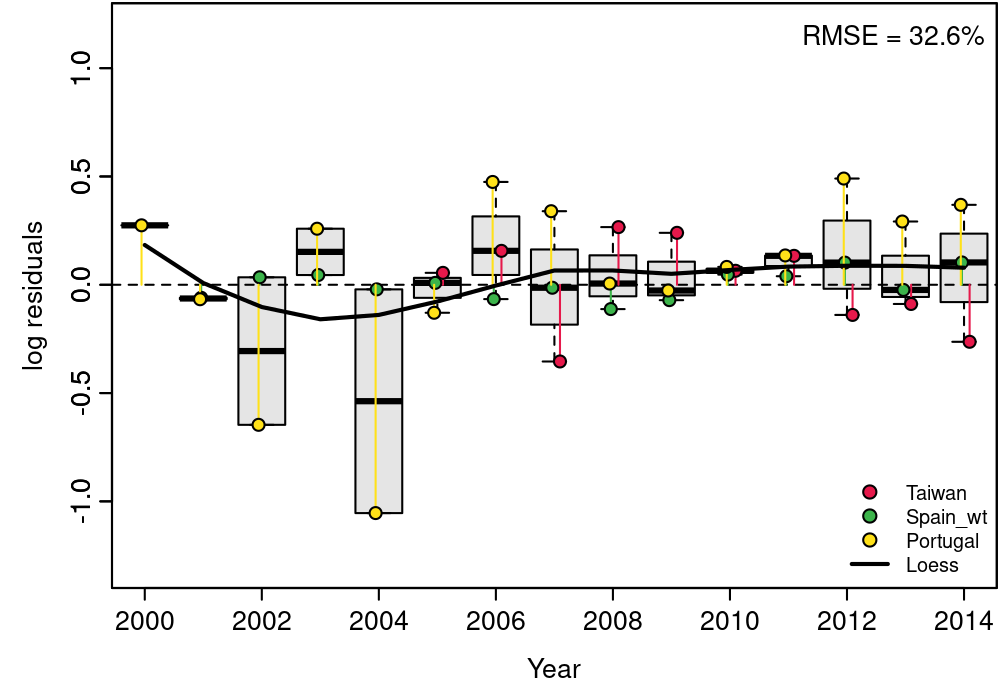 RMSE = 32.6%
log residuals
1.0
0.5
0.0
-0.5
-1.0
Taiwan
Spain_wt
Portugal
Loess
2000 2002 2004 2006 2008 2010 2012 2014
Year